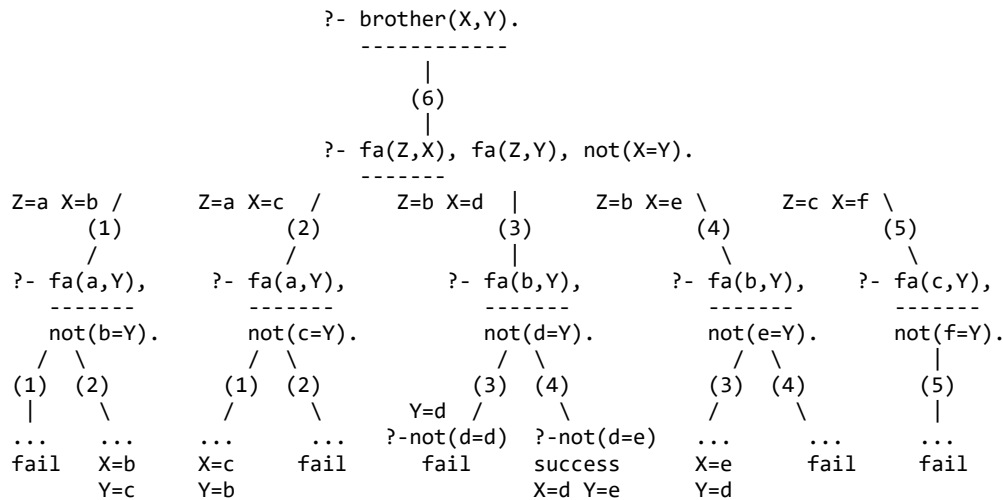 ?- brother(X,Y).
------------
|
(6)
|
?- fa(Z,X), fa(Z,Y), not(X=Y).
-------
Z=a X=b / Z=a X=c / Z=b X=d | Z=b X=e \ Z=c X=f \
(1) (2) (3) (4) (5)
/ / | \ \
?- fa(a,Y), ?- fa(a,Y), ?- fa(b,Y), ?- fa(b,Y), ?- fa(c,Y),
------- ------- ------- ------- -------
not(b=Y). not(c=Y). not(d=Y). not(e=Y). not(f=Y).
/ \ / \ / \ / \ |
(1) (2) (1) (2) (3) (4) (3) (4) (5)
| \ / \ Y=d / \ / \ |
... ... ... ... ?-not(d=d) ?-not(d=e) ... ... ...
fail X=b X=c fail fail success X=e fail fail
Y=c Y=b X=d Y=e Y=d